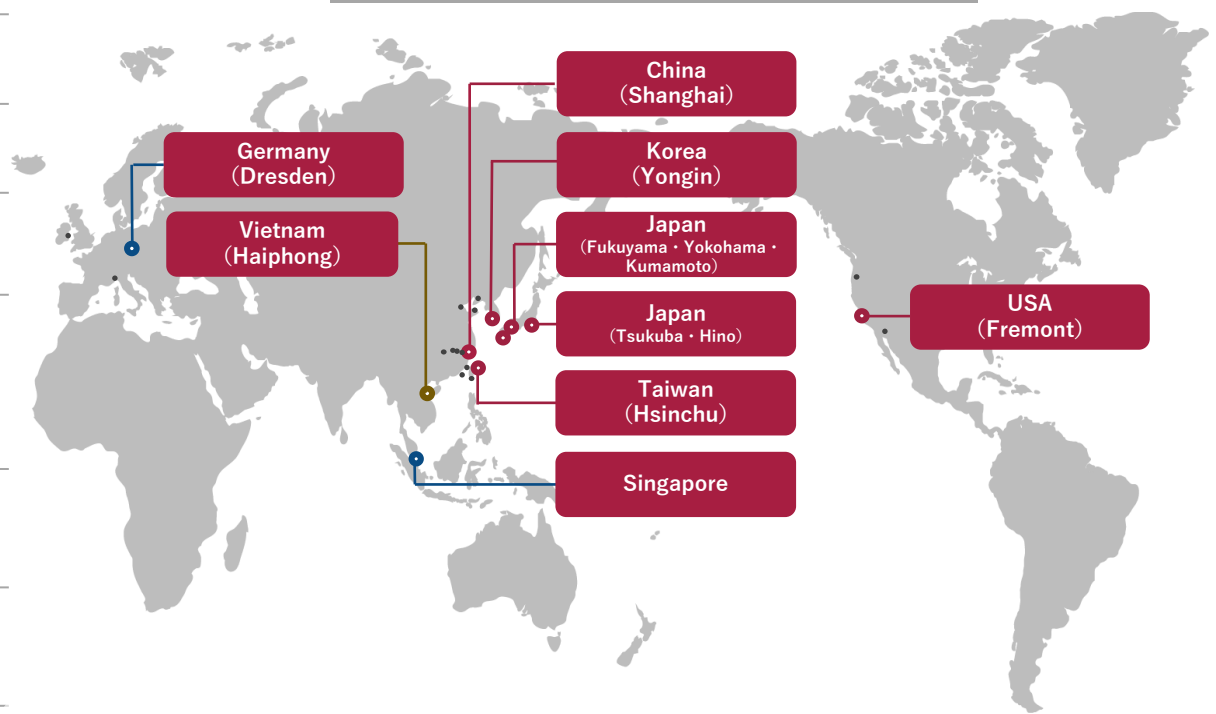 China
（Shanghai）
Germany
（Dresden）
Korea
（Yongin）
Vietnam
（Haiphong）
Japan
（Fukuyama・Yokohama・
Kumamoto）
Japan
（Tsukuba・Hino）
USA
（Fremont）
Taiwan
（Hsinchu）
Singapore